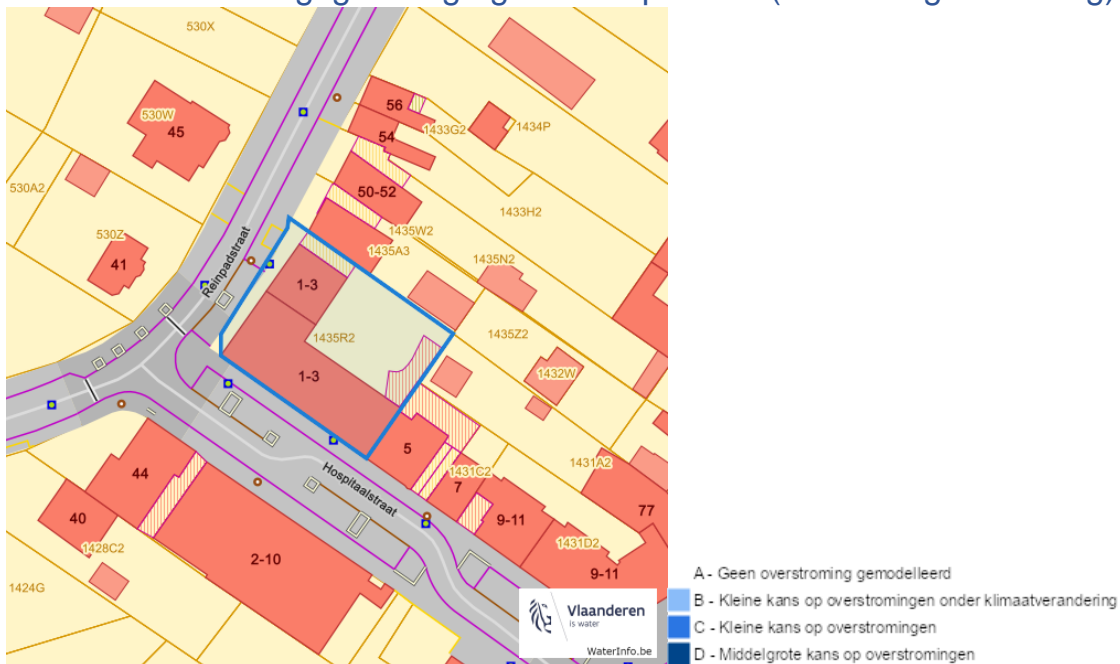 530X
530W
45
56
54
1433G2
1434P
530A2
50-52
1433H2
530Z
41
Reinpadstraat
1435W2
1435A3
1435N2
1-3
1435R2
1435Z2
1-3
1432W
5
Hospitaalstraat
1431C2
7
1431A2
44
77
40
9-11
1431D2
1428C2
2-10
9-11
1424G
Vlaanderen
is water
WaterInfo.be
A - Geen overstroming gemodelleerd
B - Kleine kans op overstromingen onder klimaatverandering
C - Kleine kans op overstromingen
D - Middelgrote kans op overstromingen